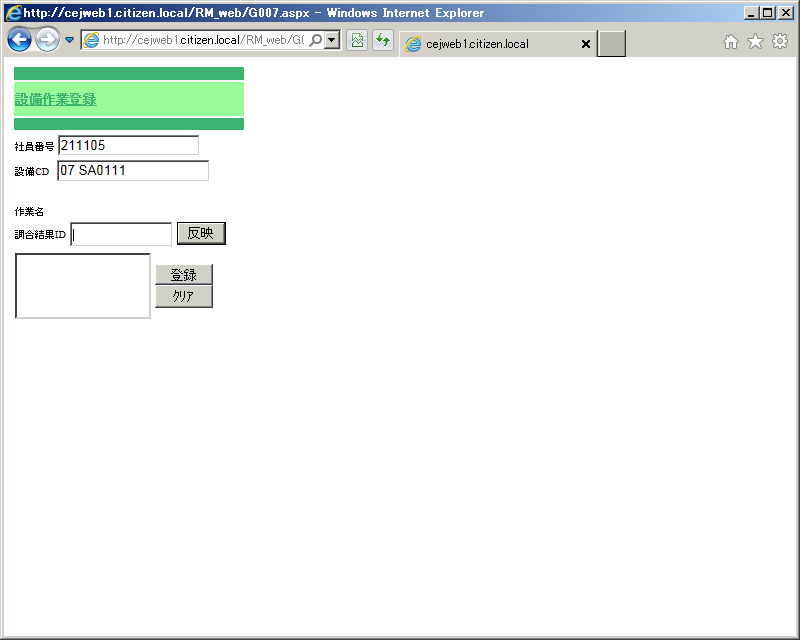 http://cejweb1.citizen.local/RM_web/G007.aspx - Windows Internet Explorer
http://cejweb1.citizen.local/RM_web/G(
cejweb1.citizen.local
設備作業登録
社員番号 211105
設備CD 07 SA0111
作業名
調合結果ID 反映
登録
クリア